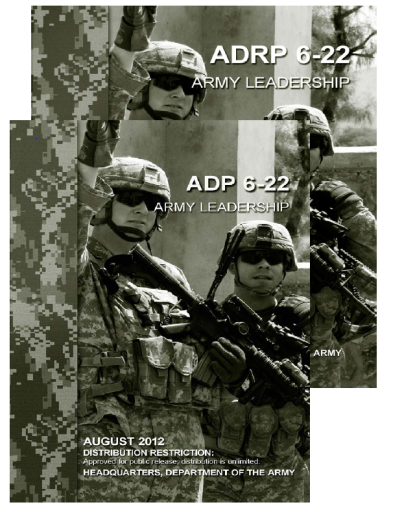 ADRP 6-22
ARMY LEADERSHIP
ARMY
ADP 6-22
ARMY LEADERSHIP
AUGUST 2012
DISTRIBUTION RESTRICTION:
Approved for public release; distribution is unlimited.
HEADQUARTERS, DEPARTMENT OF THE ARMY